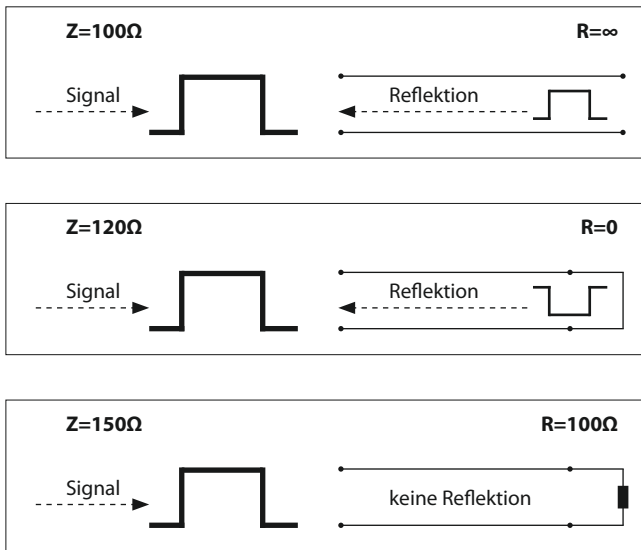 Z=100Ω R=∞
Signal Reflektion
Z=120Ω R=0
Signal Reflektion
Z=150Ω R=100Ω
Signal keine Reflektion